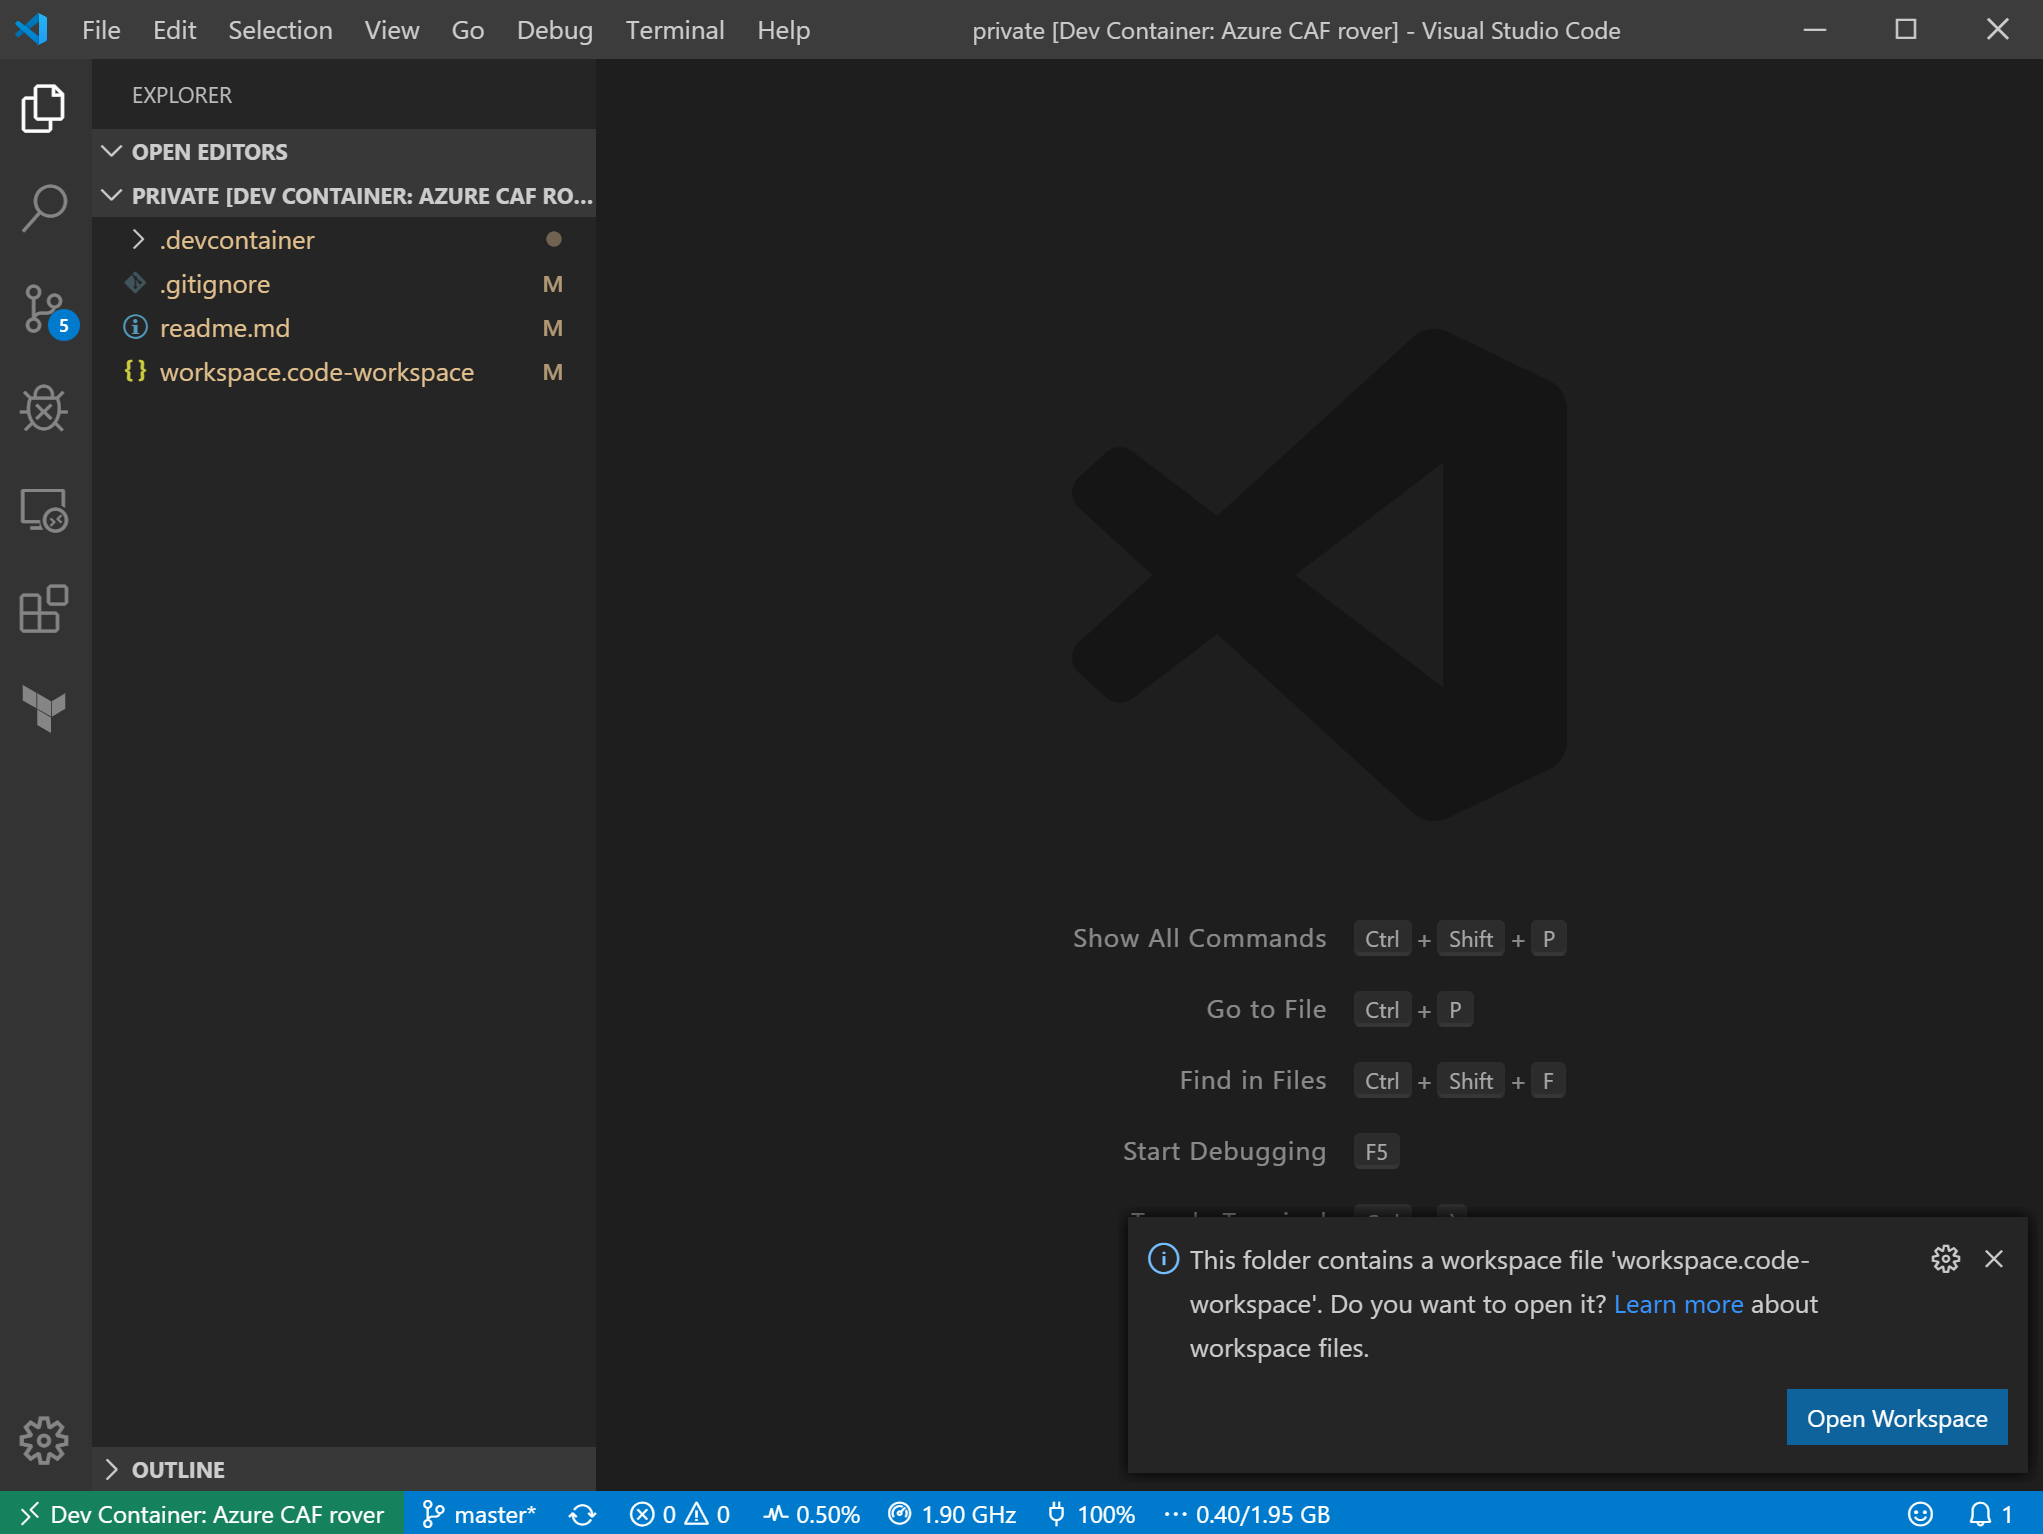 File Edit Selection View Go Debug Terminal Help private [Dev Container: Azure CAF rover] - Visual Studio Code
EXPLORER
OPEN EDITORS
PRIVATE [DEV CONTAINER: AZURE CAF RO...
.devcontainer
.gitignore M
readme.md M
workspace.code-workspace M
5
Show All Commands Ctrl + Shift + P
Go to File Ctrl + P
Find in Files Ctrl + Shift + F
Start Debugging F5
This folder contains a workspace file 'workspace.code-
workspace'. Do you want to open it? Learn more about
workspace files.
Open Workspace
OUTLINE
Dev Container: Azure CAF rover master* 0 0 0.50% 1.90 GHz 100% ··· 0.40/1.95 GB 1